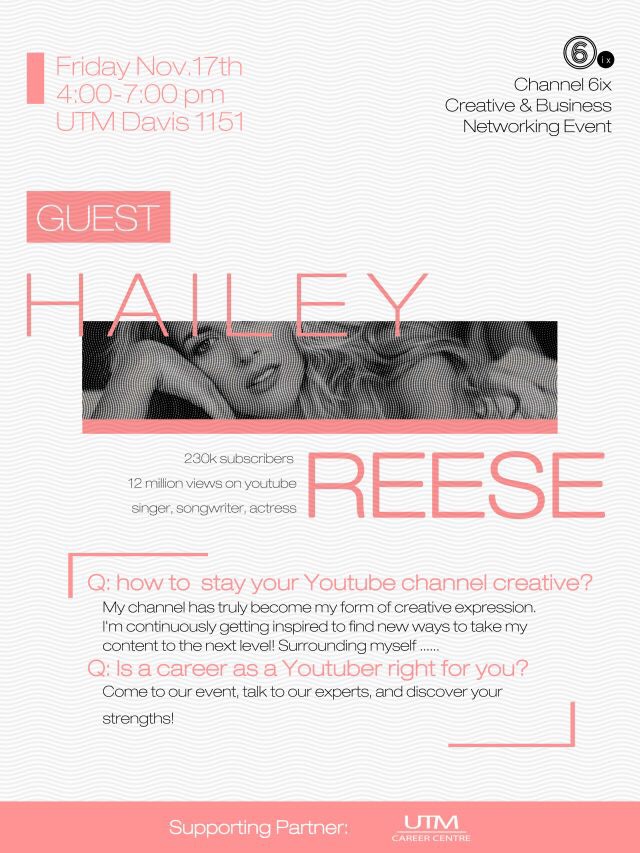 Friday Nov.17th
4:00-7:00 pm
UTM Davis 1151
6
ix
Channel 6ix
Creative & Business
Networking Event
GUEST
HAILEY
230k subscribers
12 million views on youtube
singer, songwriter, actress
REESE
Q: how to stay your Youtube channel creative?
My channel has truly become my form of creative expression.
I'm continuously getting inspired to find new ways to take my
content to the next level! Surrounding myself ......
Q: Is a career as a Youtuber right for you?
Come to our event, talk to our experts, and discover your
strengths!
Supporting Partner:
UTM
CAREER CENTRE